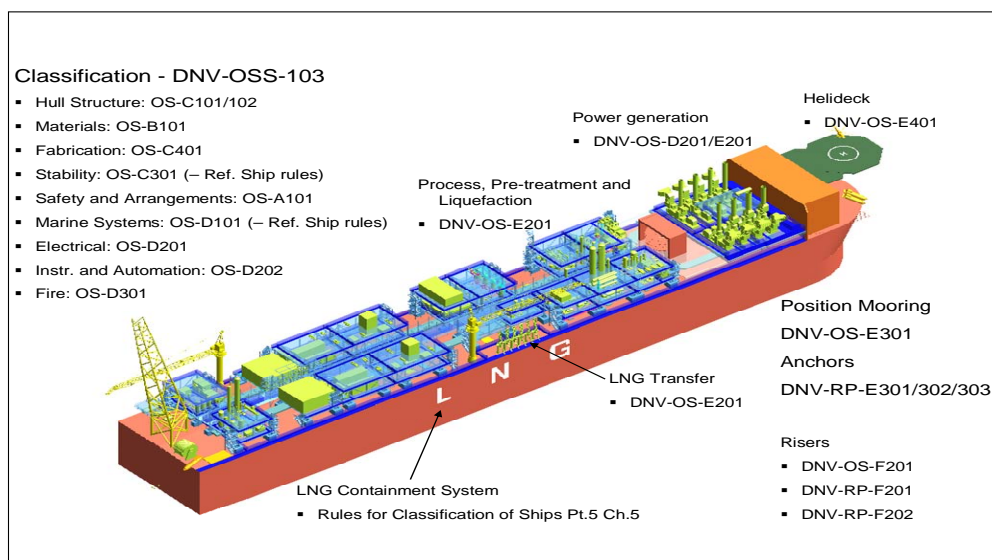 Classification - DNV-OSS-103
▪ Hull Structure: OS-C101/102
▪ Materials: OS-B101
▪ Fabrication: OS-C401
▪ Stability: OS-C301 (– Ref. Ship rules)
▪ Safety and Arrangements: OS-A101
▪ Marine Systems: OS-D101 (– Ref. Ship rules)
▪ Electrical: OS-D201
▪ Instr. and Automation: OS-D202
▪ Fire: OS-D301
Helideck
▪ DNV-OS-E401
Power generation
▪ DNV-OS-D201/E201
Process, Pre-treatment and
Liquefaction
▪ DNV-OS-E201
H
Position Mooring
DNV-OS-E301
Anchors
DNV-RP-E301/302/303
L N G
LNG Transfer
▪ DNV-OS-E201
Risers
▪ DNV-OS-F201
▪ DNV-RP-F201
▪ DNV-RP-F202
LNG Containment System
▪ Rules for Classification of Ships Pt.5 Ch.5